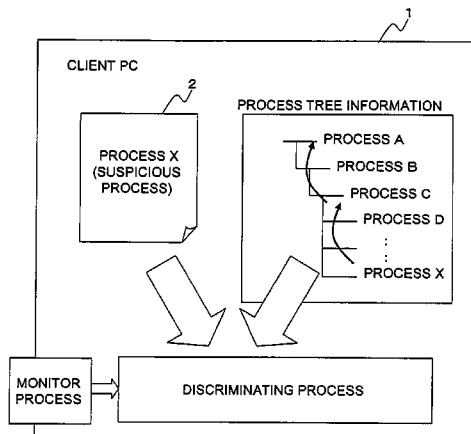 1
CLIENT PC
2
PROCESS X
(SUSPICIOUS
PROCESS)
PROCESS TREE INFORMATION
PROCESS A
PROCESS B
PROCESS C
PROCESS D
PROCESS X
MONITOR
PROCESS
DISCRIMINATING PROCESS